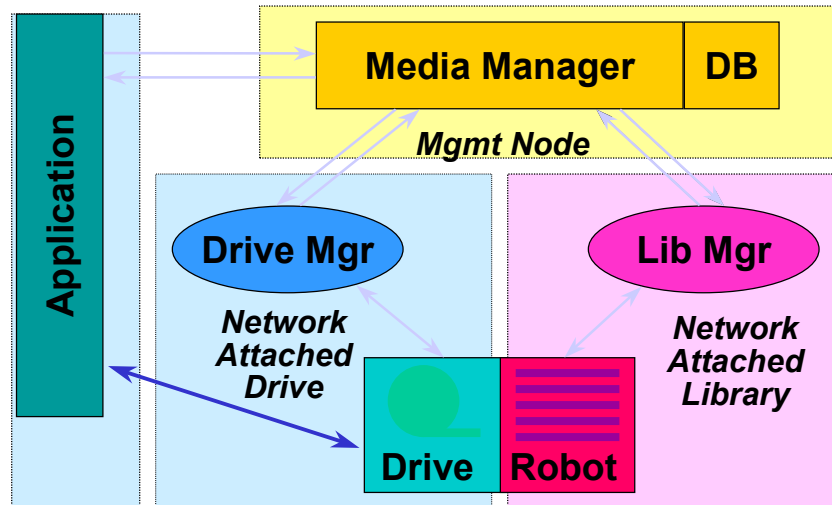 Application
Media Manager
DB
Mgmt Node
Drive Mgr
Lib Mgr
Network
Attached
Drive
Network
Attached
Library
Drive
Robot